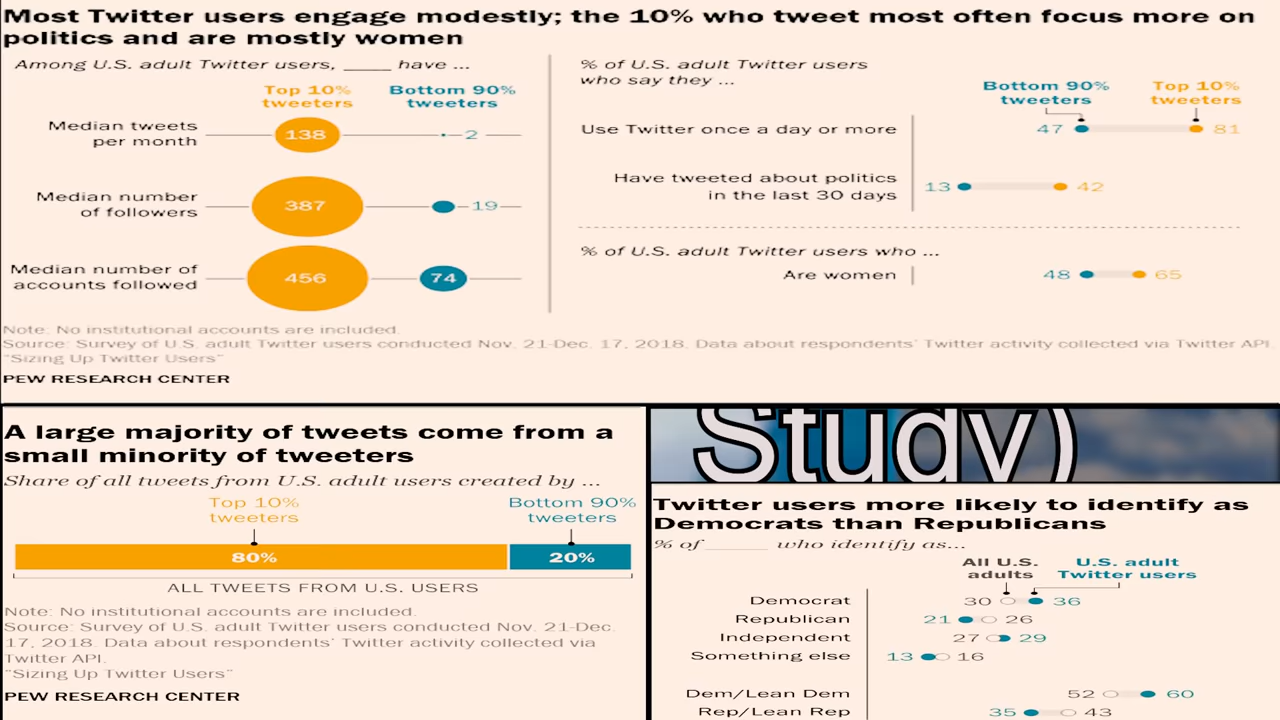 Most Twitter users engage modestly; the 10% who tweet most often focus more on
politics and are mostly women
Among U.S. adult Twitter users, ____ have ...
Top 10%
tweeters
Bottom 90%
tweeters
Median tweets
per month
138
2
Median number
of followers
387
19
Median number of
accounts followed
456
74
% of U.S. adult Twitter users
who say they ...
Bottom 90%
tweeters
Top 10%
tweeters
Use Twitter once a day or more
47
81
Have tweeted about politics
in the last 30 days
13
42
% of U.S. adult Twitter users who ...
Are women
48
65
Note: No institutional accounts are included.
Source: Survey of U.S. adult Twitter users conducted Nov. 21-Dec. 17, 2018. Data about respondents' Twitter activity collected via Twitter API.
"Sizing Up Twitter Users"
PEW RESEARCH CENTER
A large majority of tweets come from a
small minority of tweeters
Share of all tweets from U.S. adult users created by ...
Top 10%
tweeters
Bottom 90%
tweeters
80%
20%
ALL TWEETS FROM U.S. USERS
Note: No institutional accounts are included.
Source: Survey of U.S. adult Twitter users conducted Nov. 21-Dec.
17, 2018. Data about respondents' Twitter activity collected via
Twitter API.
"Sizing Up Twitter Users"
PEW RESEARCH CENTER
Study)
Twitter users more likely to identify as
Democrats than Republicans
% of ______ who identify as...
All U.S.
adults
U.S. adult
Twitter users
Democrat 30 36
Republican 21 26
Independent 27 29
Something else 13 16
Dem/Lean Dem 52 60
Rep/Lean Rep 35 43